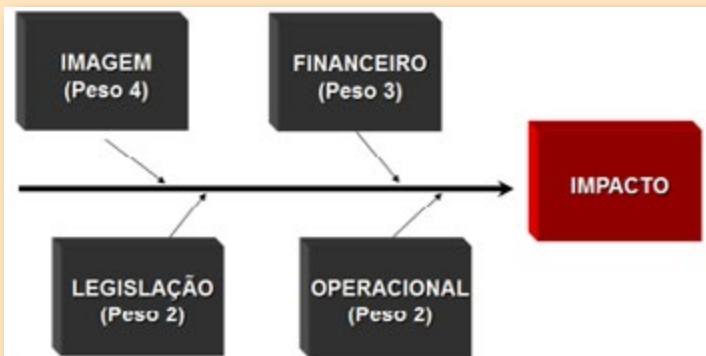 IMAGEM
(Peso 4)
FINANCEIRO
(Peso 3)
IMPACTO
LEGISLAÇÃO
(Peso 2)
OPERACIONAL
(Peso 2)